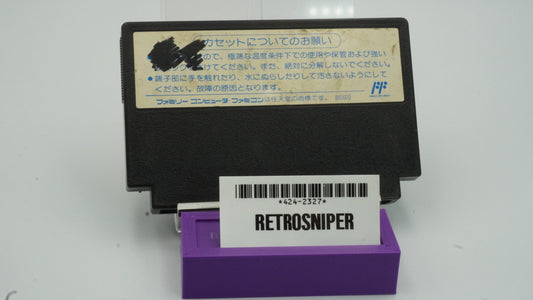 カセットについてのお願い
ので、極端な温度条件下での使用や保管および強い
けてください。また、絶対に分解しないでください。
●端子部に手を触れたり、水にぬらしたりして汚さないようにして
ください。故障の原因となります。
ファミリーコンピュータ・ファミコンは任天堂の商標です。
*424-2327*
RETROSNIPER